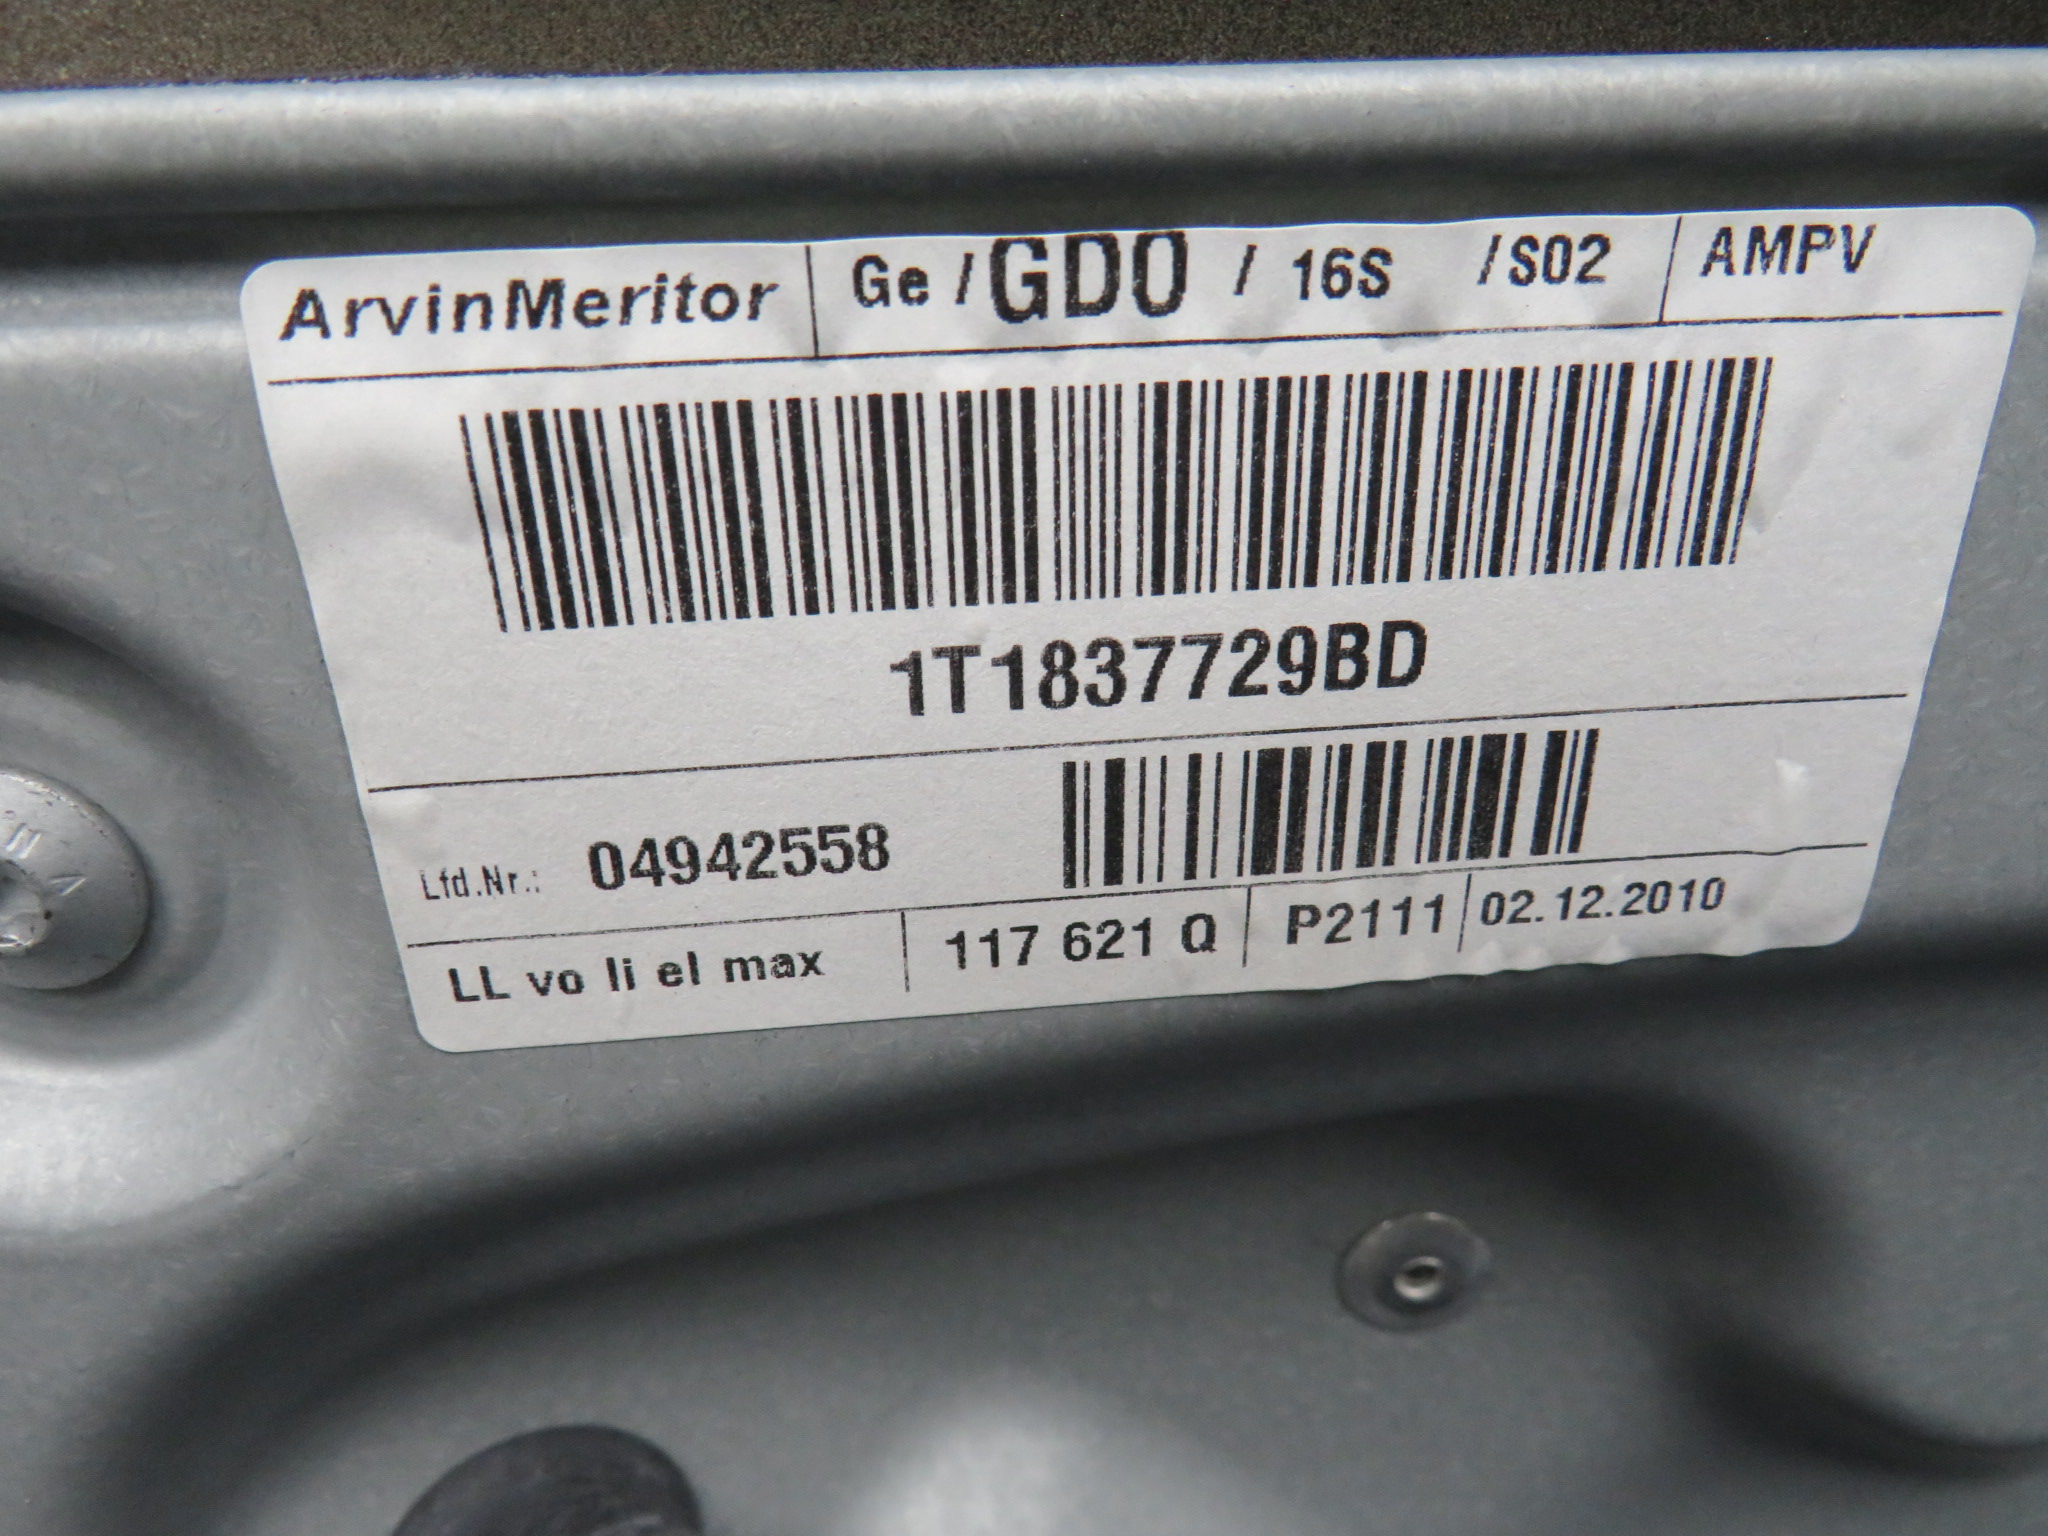 ArvinMeritor Ge / GD0 / 16S / S02 AMPV
1T1837729BD
Lfd.Nr.: 04942558
LL vo li el max 117 621 Q P2111 02.12.2010